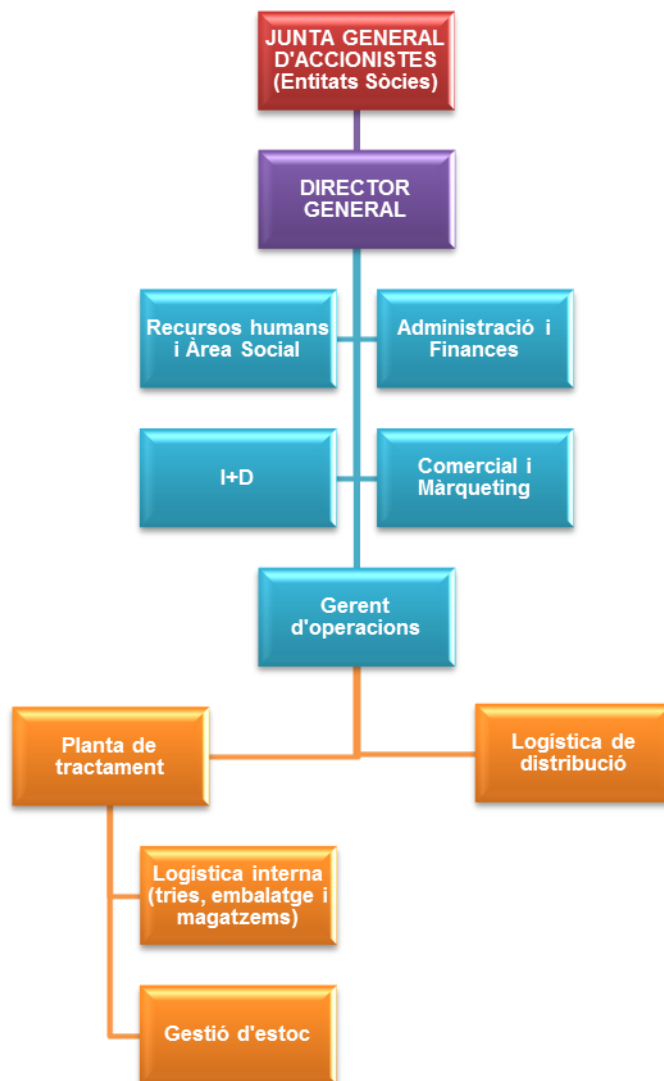 JUNTA GENERAL
D'ACCIONISTES
(Entitats Sòcies)
DIRECTOR
GENERAL
Recursos humans
i Àrea Social
Administració i
Finances
I+D
Comercial i
Màrqueting
Gerent
d'operacions
Planta de
tractament
Logística de
distribució
Logística interna
(tries, embalatge i
magatzems)
Gestió d'estoc